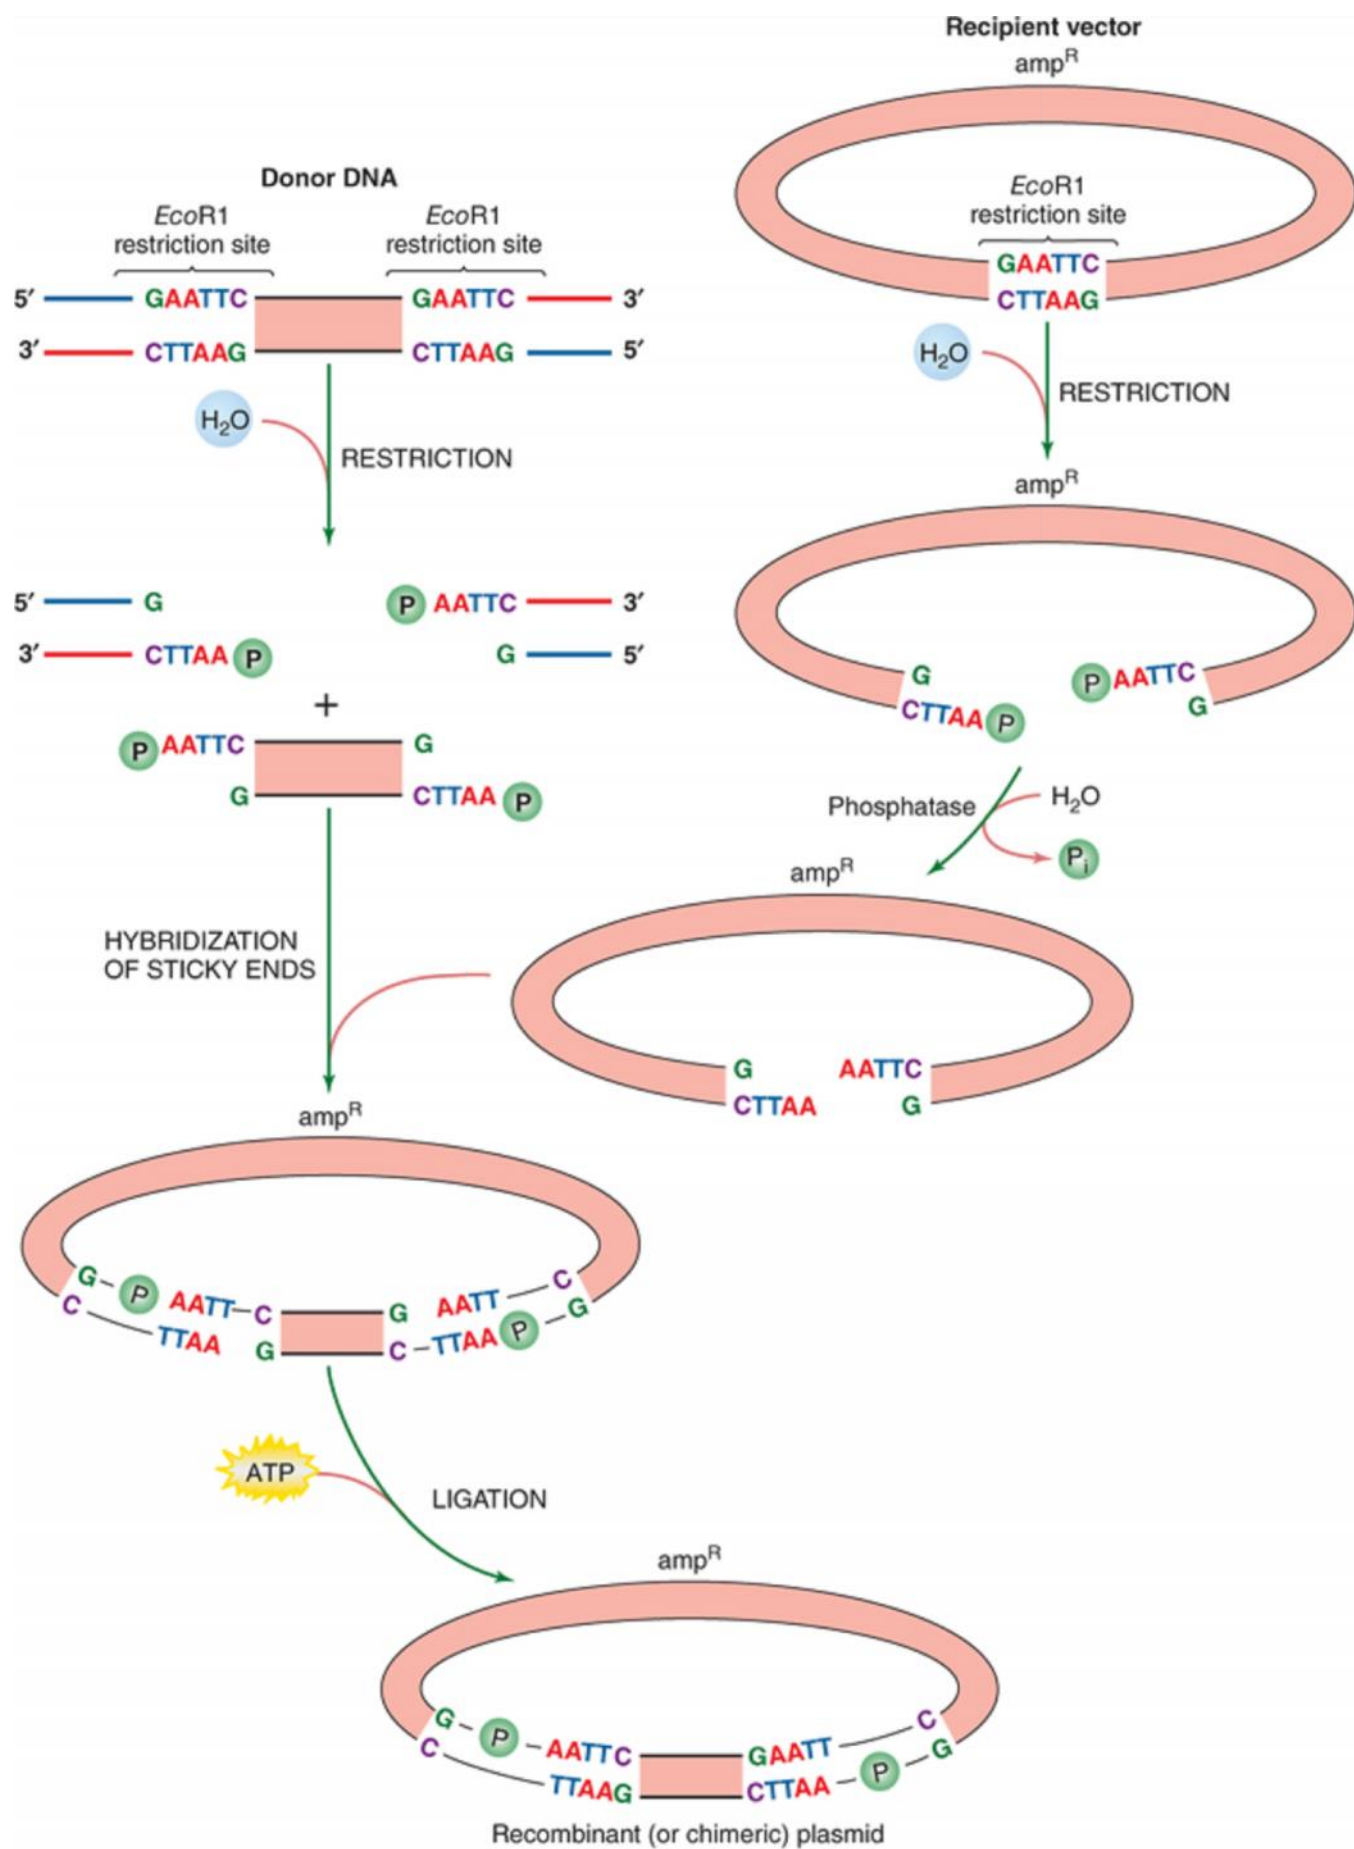 Recipient vector
ampR
EcoR1
restriction site
GAATTC
CTTAAG
H2O
RESTRICTION
ampR
G
CTTAA P
P AATTC
G
Phosphatase
H2O
Pi
ampR
G AATTC
CTTAA G
Donor DNA
EcoR1
restriction site
EcoR1
restriction site
5′ GAATTC GAATTC 3′
3′ CTTAAG CTTAAG 5′
H2O
RESTRICTION
5′ G P AATTC 3′
3′ CTTAA P G 5′
+
P AATTC G
G CTTAA P
HYBRIDIZATION
OF STICKY ENDS
ampR
G P AATT C G AATT C
C TTAA G C TTAA P G
ATP
LIGATION
ampR
G P AATTC GAATT C
C TTAAG CTTAA P G
Recombinant (or chimeric) plasmid